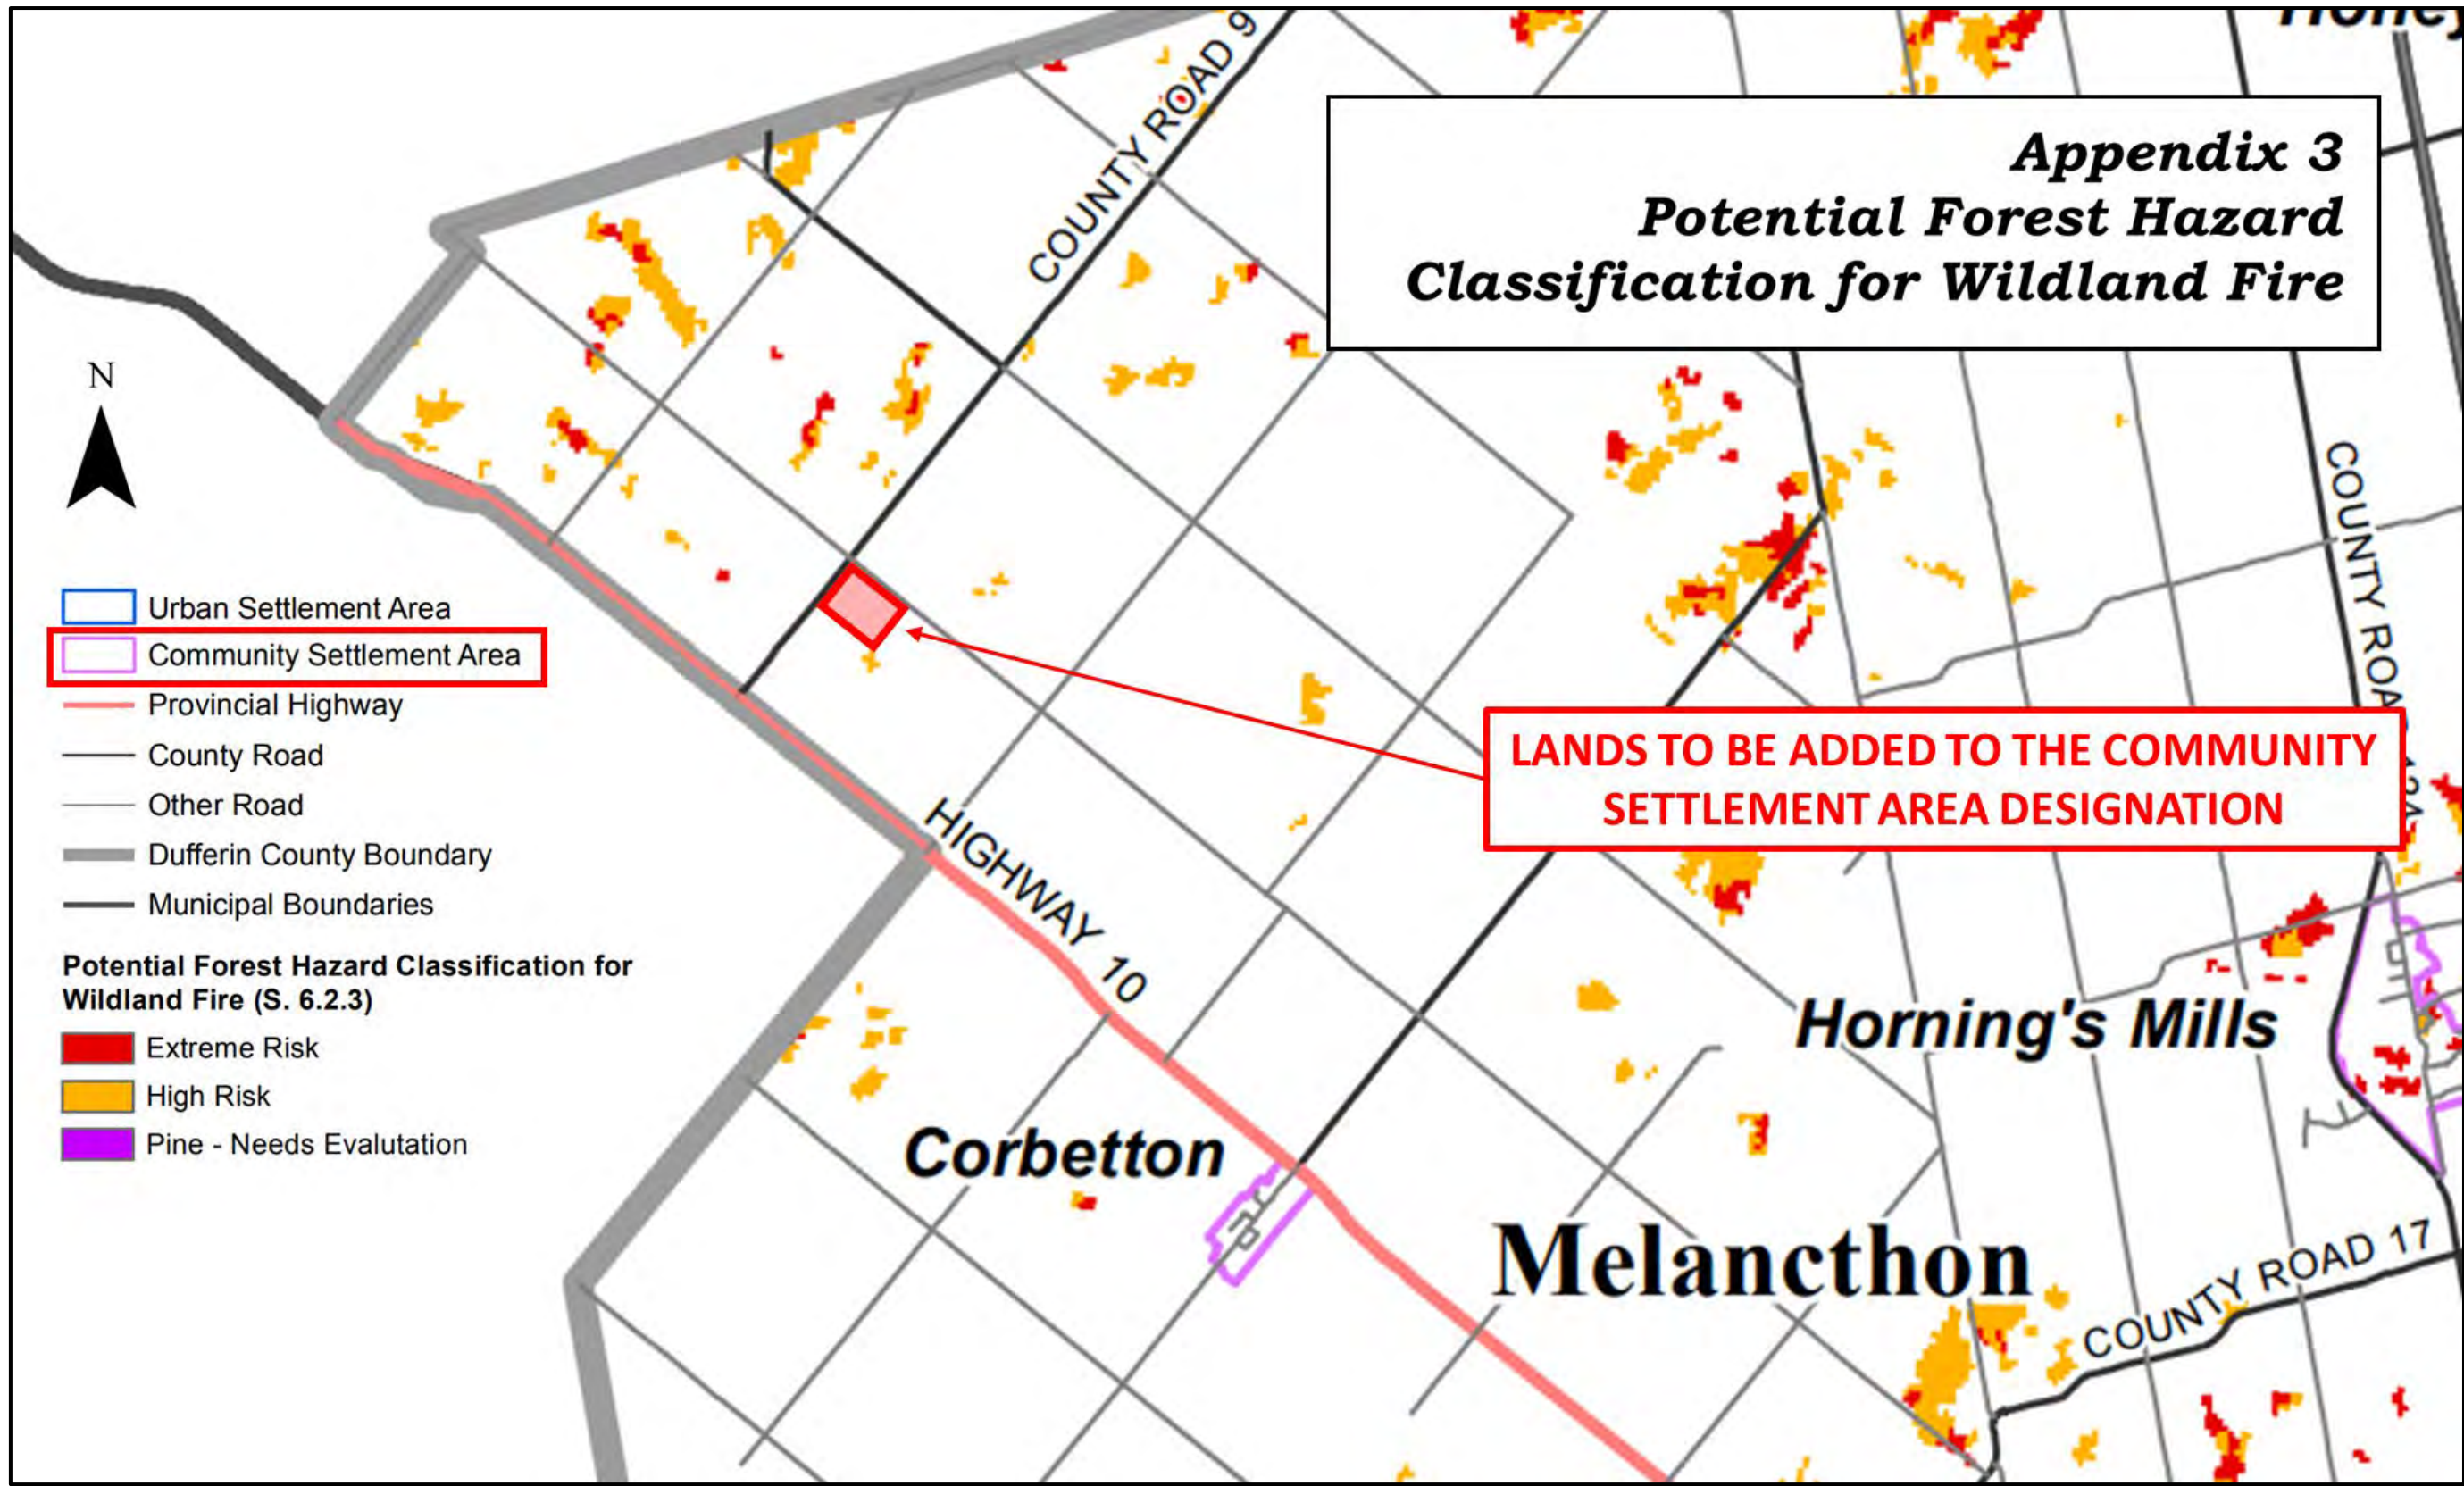 COUNTY ROAD 9
Appendix 3
Potential Forest Hazard
Classification for Wildland Fire
N
Urban Settlement Area
Community Settlement Area
Provincial Highway
County Road
Other Road
Dufferin County Boundary
Municipal Boundaries
Potential Forest Hazard Classification for
Wildland Fire (S. 6.2.3)
Extreme Risk
High Risk
Pine - Needs Evalutation
LANDS TO BE ADDED TO THE COMMUNITY
SETTLEMENT AREA DESIGNATION
COUNTY ROAD
HIGHWAY 10
Horning's Mills
Corbetton
Melancthon
COUNTY ROAD 17